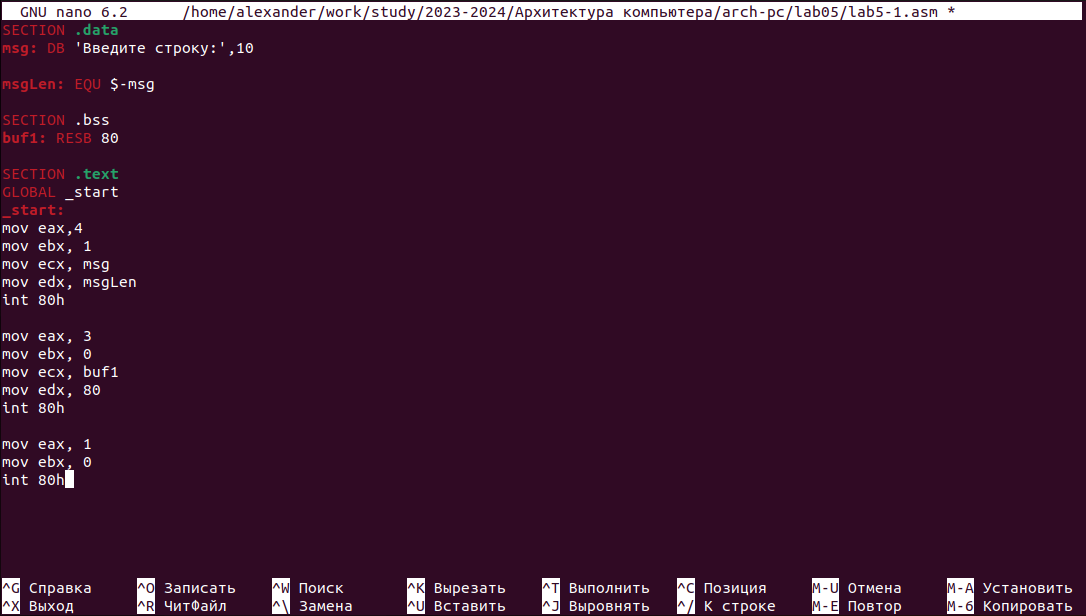 GNU nano 6.2 /home/alexander/work/study/2023-2024/Архитектура компьютера/arch-pc/lab05/lab5-1.asm *
SECTION .data
msg: DB 'Введите строку:',10
msgLen: EQU $-msg
SECTION .bss
buf1: RESB 80
SECTION .text
GLOBAL _start
_start:
mov eax,4
mov ebx, 1
mov ecx, msg
mov edx, msgLen
int 80h
mov eax, 3
mov ebx, 0
mov ecx, buf1
mov edx, 80
int 80h
mov eax, 1
mov ebx, 0
int 80h
^G Справка ^O Записать ^W Поиск ^K Вырезать ^T Выполнить ^C Позиция M-U Отмена M-A Установить
^X Выход ^R ЧитФайл ^\ Замена ^U Вставить ^J Выровнять ^/ К строке M-E Повтор M-6 Копировать